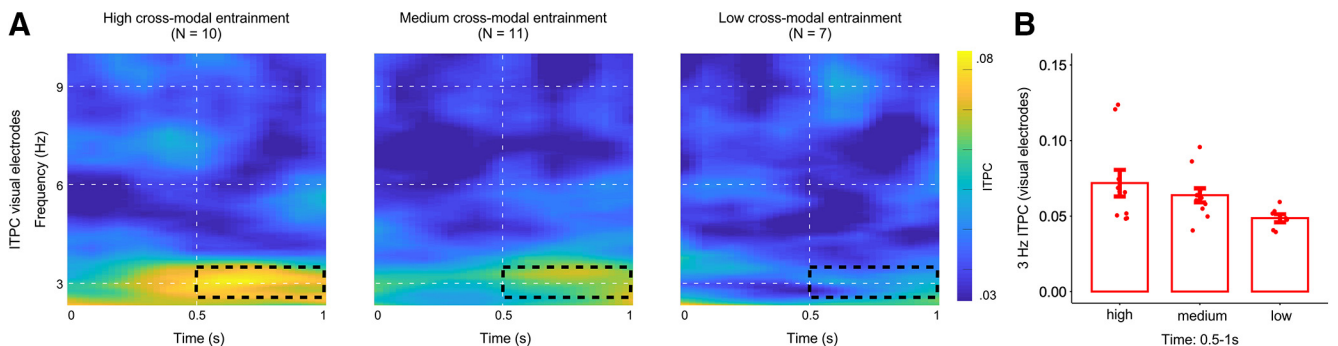 A
High cross-modal entrainment
(N = 10)
Medium cross-modal entrainment
(N = 11)
Low cross-modal entrainment
(N = 7)
ITPC visual electrodes
Frequency (Hz)
9
6
3
0
0.5
1
Time (s)
0
0.5
1
Time (s)
0
0.5
1
Time (s)
.08
ITPC
.03
B
3 Hz ITPC (visual electrodes)
0.15
0.10
0.05
0.00
high
medium
low
Time: 0.5-1s